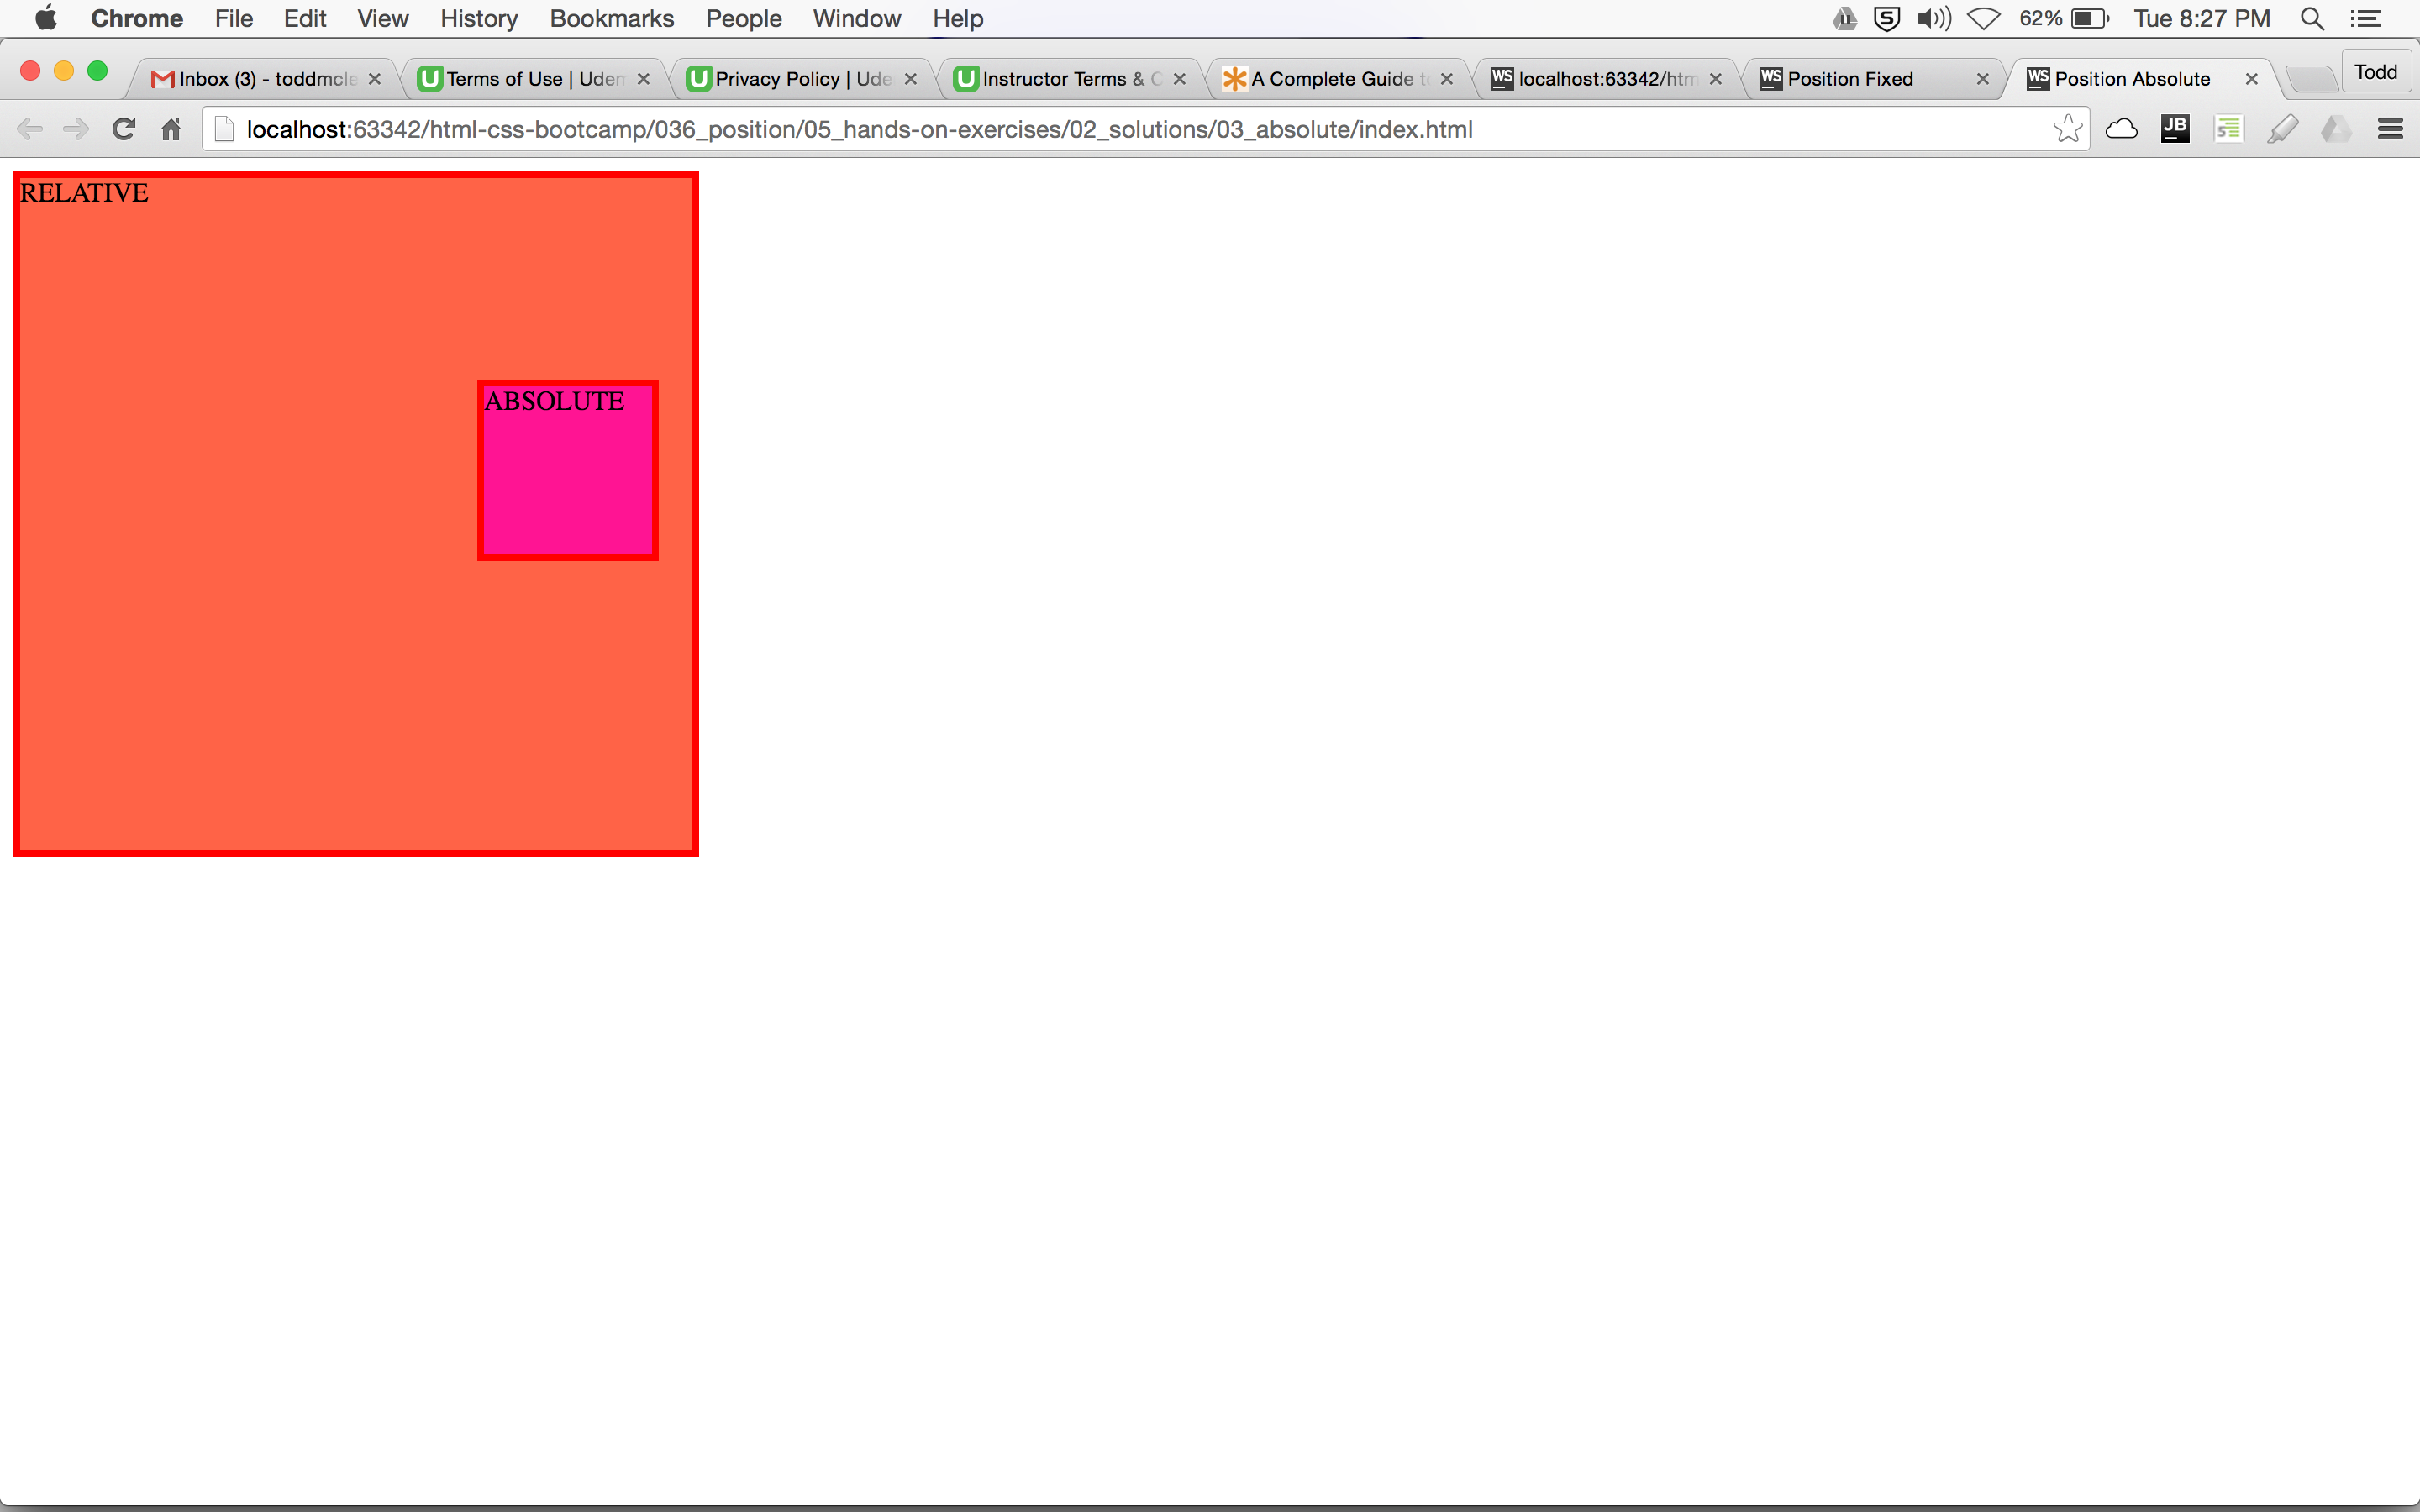 Chrome File Edit View History Bookmarks People Window Help 62% Tue 8:27 PM
Inbox (3) - toddmcle Terms of Use | Udem Privacy Policy | Ude Instructor Terms & C A Complete Guide to localhost:63342/htm Position Fixed Position Absolute Todd
localhost:63342/html-css-bootcamp/036_position/05_hands-on-exercises/02_solutions/03_absolute/index.html
RELATIVE
ABSOLUTE